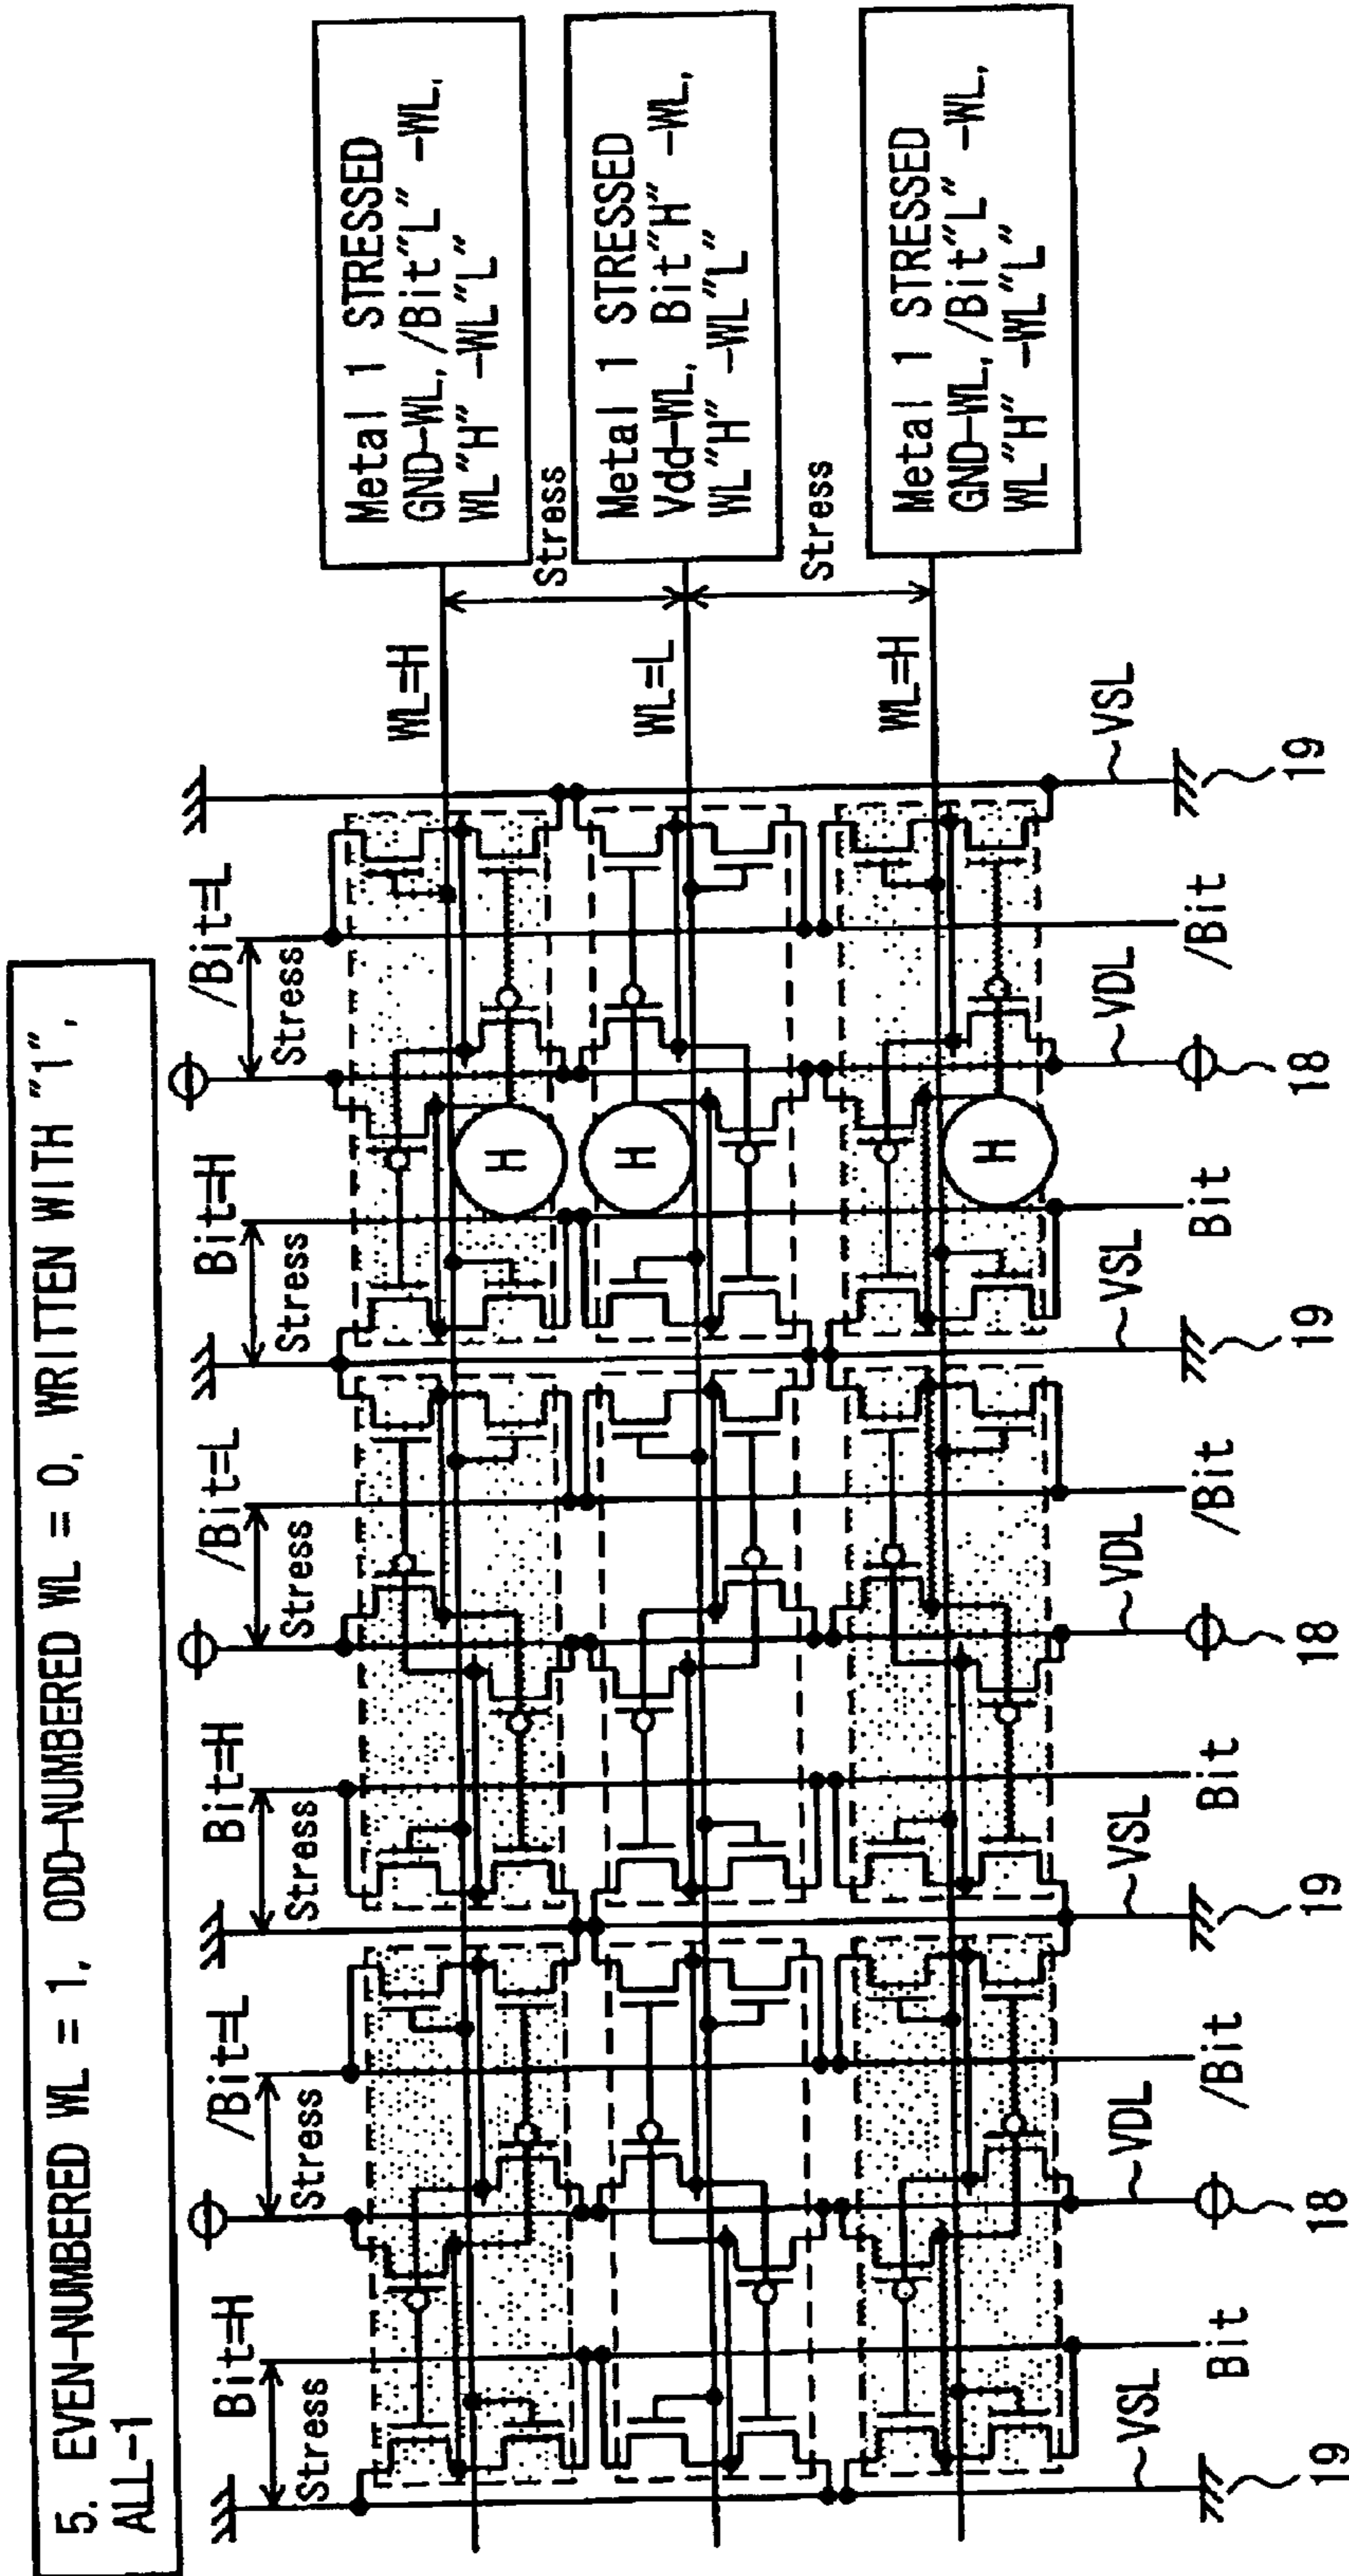 5. EVEN-NUMBERED WL = 1, ODD-NUMBERED WL = 0, WRITTEN WITH "1",
ALL-1
Bit=H
/Bit=L
Bit=H
/Bit=L
Bit=H
/Bit=L
Stress
Stress
Stress
Stress
Stress
Stress
WL=H
Metal 1 STRESSED
GND-WL, /Bit"L" -WL,
WL"H" -WL"L"
H
Stress
WL=L
Metal 1 STRESSED
Vdd-WL, Bit"H" -WL,
WL"H" -WL"L"
H
Stress
WL=H
Metal 1 STRESSED
GND-WL, /Bit"L" -WL,
WL"H" -WL"L"
H
VSL
Bit
VDL
/Bit
VSL
Bit
VDL
/Bit
VSL
Bit
VDL
/Bit
VSL
19
18
19
18
19
18
19